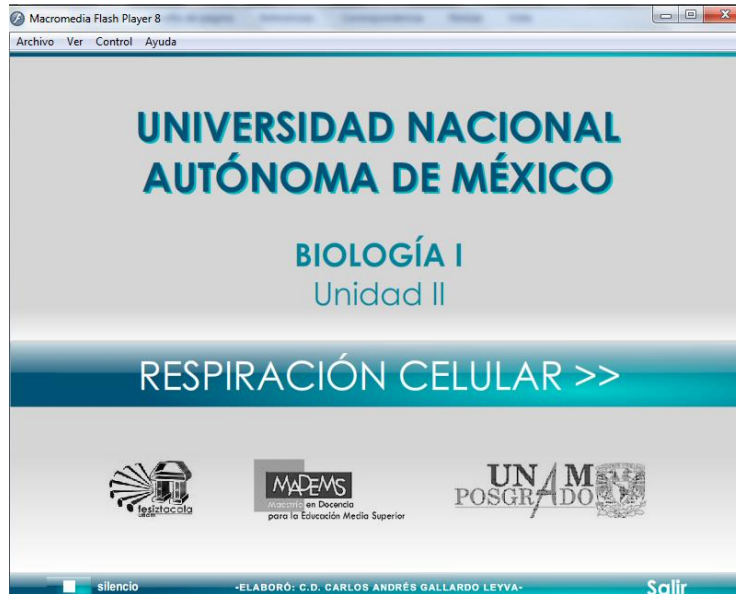 Macromedia Flash Player 8
Archivo Ver Control Ayuda
UNIVERSIDAD NACIONAL
AUTÓNOMA DE MÉXICO
BIOLOGÍA I
Unidad II
RESPIRACIÓN CELULAR >>
fesiztacala
MADEMS
Maestría en Docencia
para la Educación Media Superior
UNAM
POSGRADO
silencio -ELABORÓ: C.D. CARLOS ANDRÉS GALLARDO LEYVA- Salir